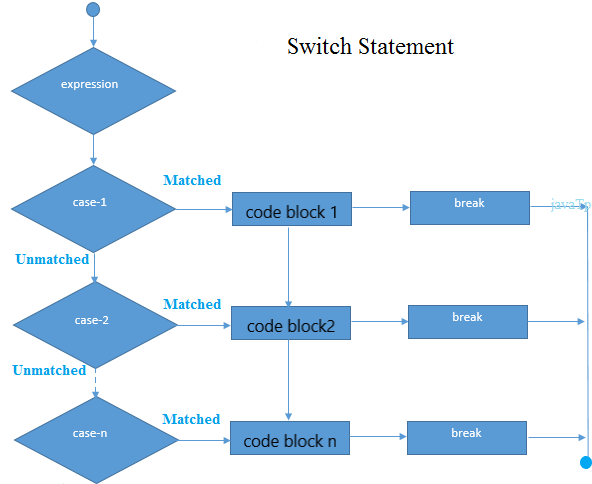 Switch Statement
expression
Matched
case-1
code block 1
break
javaTp
Unmatched
Matched
case-2
code block2
break
Unmatched
Matched
case-n
code block n
break